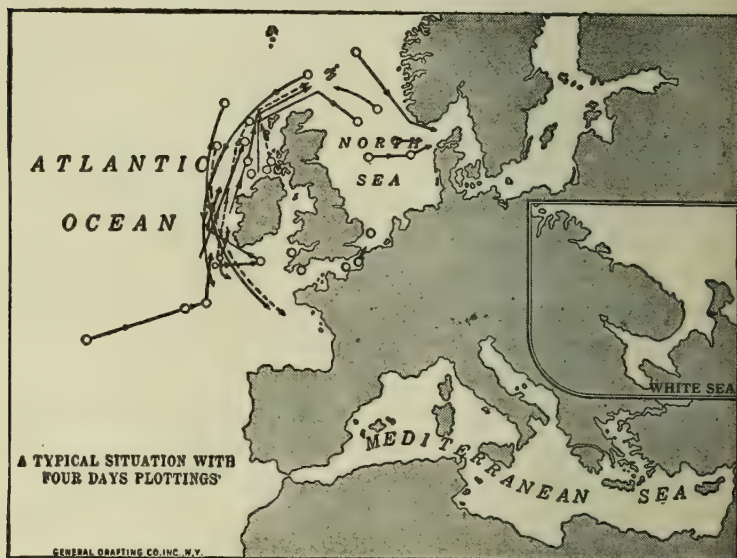 ATLANTIC
OCEAN
NORTH
SEA
WHITE SEA
MEDITERRANEAN SEA
A TYPICAL SITUATION WITH
FOUR DAYS PLOTTINGS'
GENERAL DRAFTING CO.INC.,N.Y.